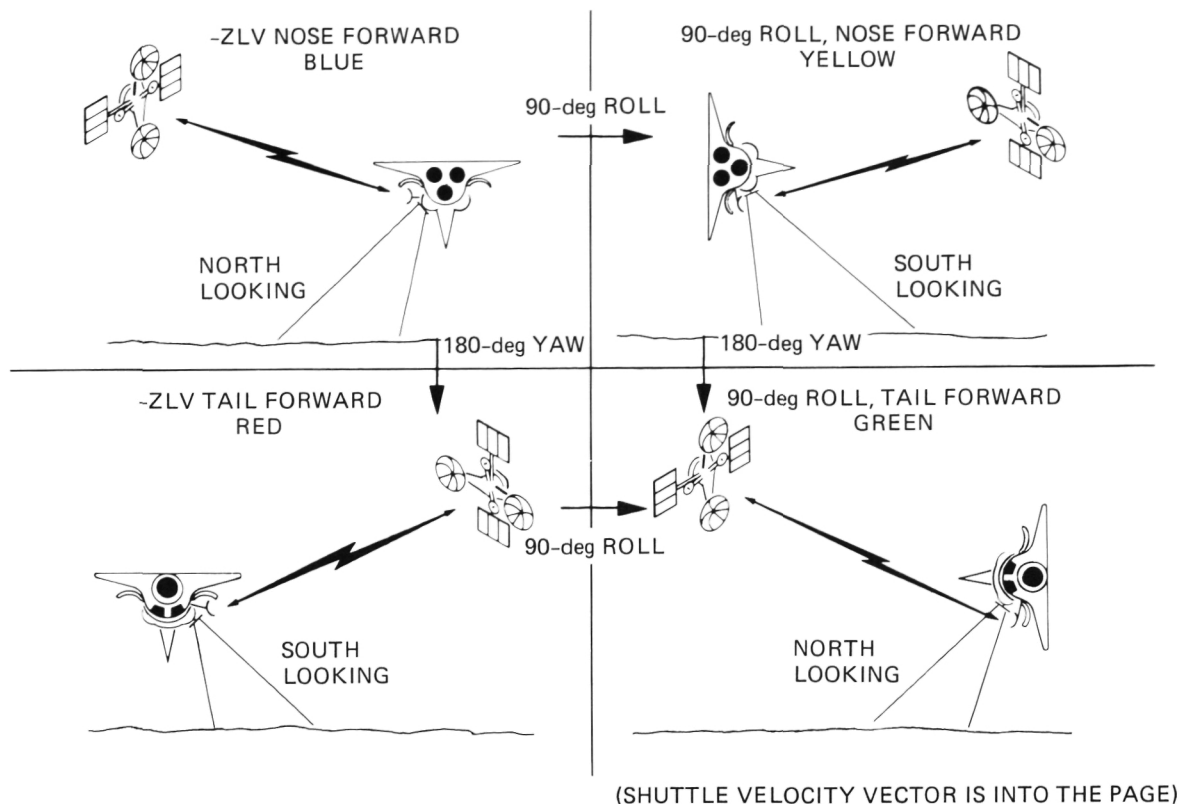 -ZLV NOSE FORWARD
BLUE
90-deg ROLL, NOSE FORWARD
YELLOW
90-deg ROLL
NORTH
LOOKING
SOUTH
LOOKING
180-deg YAW
180-deg YAW
-ZLV TAIL FORWARD
RED
90-deg ROLL, TAIL FORWARD
GREEN
90-deg ROLL
SOUTH
LOOKING
NORTH
LOOKING
(SHUTTLE VELOCITY VECTOR IS INTO THE PAGE)